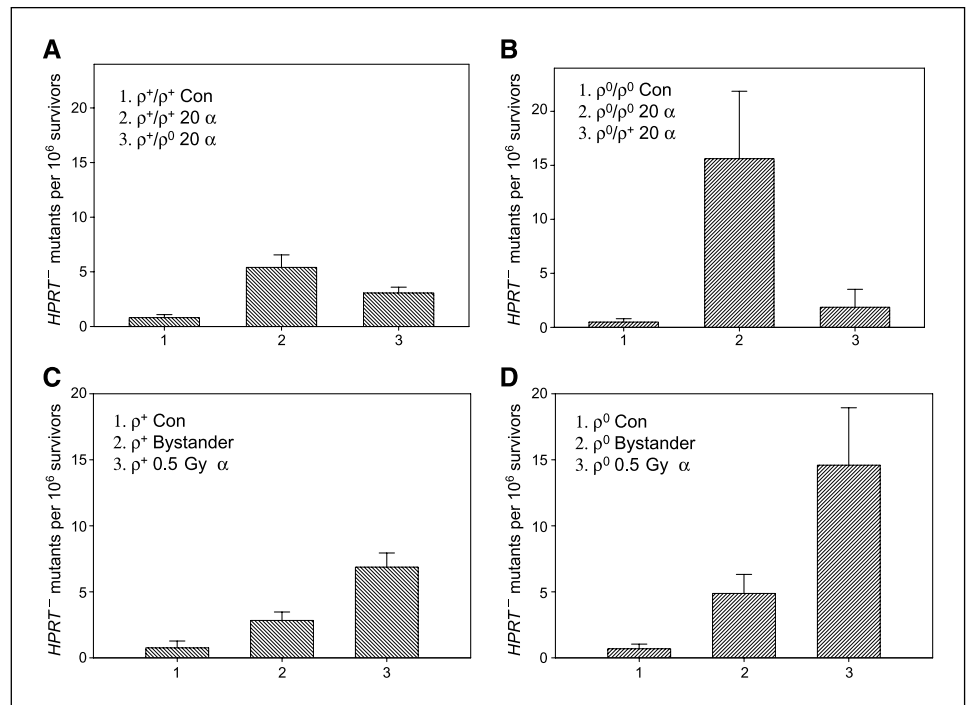 A
HPRT⁻ mutants per 10⁶ survivors
20
15
10
5
0
1. ρ⁺/ρ⁺ Con
2. ρ⁺/ρ⁺ 20 α
3. ρ⁺/ρ⁰ 20 α
1 2 3
B
HPRT⁻ mutants per 10⁶ survivors
20
15
10
5
0
1. ρ⁰/ρ⁰ Con
2. ρ⁰/ρ⁰ 20 α
3. ρ⁰/ρ⁺ 20 α
1 2 3
C
HPRT⁻ mutants per 10⁶ survivors
20
15
10
5
0
1. ρ⁺ Con
2. ρ⁺ Bystander
3. ρ⁺ 0.5 Gy α
1 2 3
D
HPRT⁻ mutants per 10⁶ survivors
20
15
10
5
0
1. ρ⁰ Con
2. ρ⁰ Bystander
3. ρ⁰ 0.5 Gy α
1 2 3